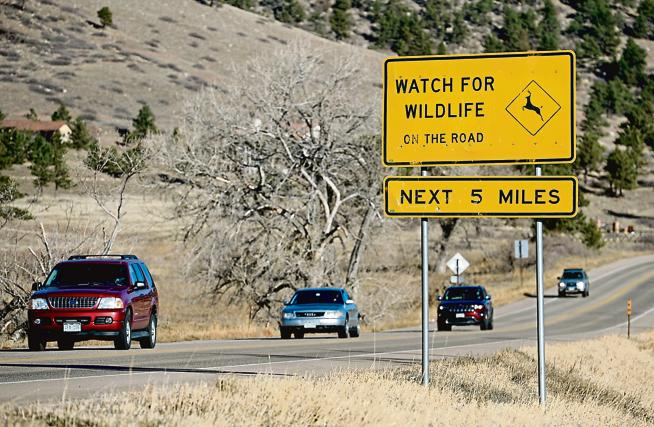 WATCH FOR
WILDLIFE
ON THE ROAD
NEXT 5 MILES